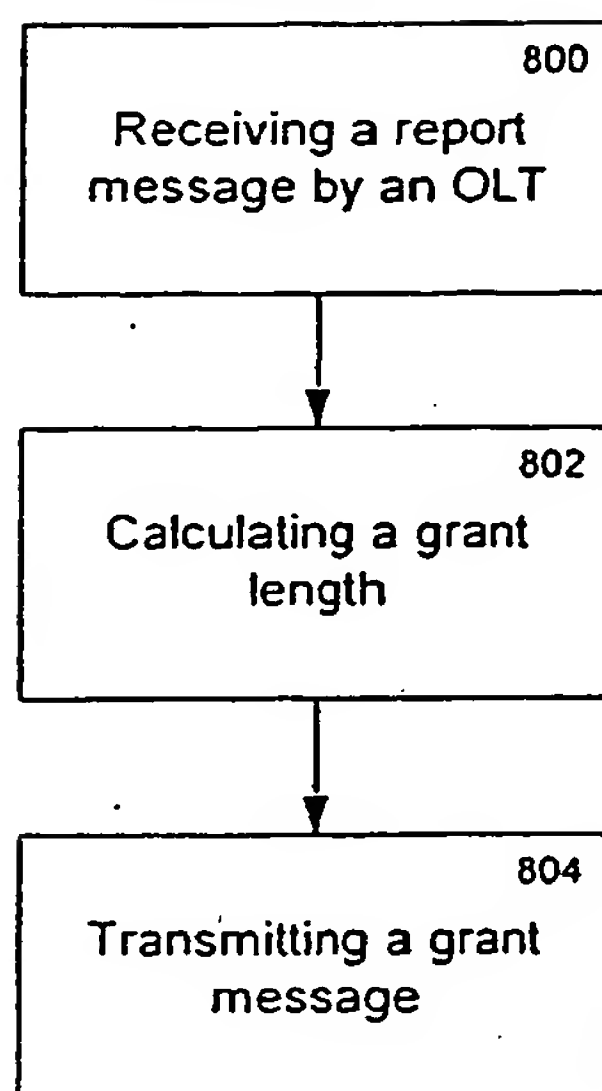 800
Receiving a report
message by an OLT
802
Calculating a grant
length
804
Transmitting a grant
message